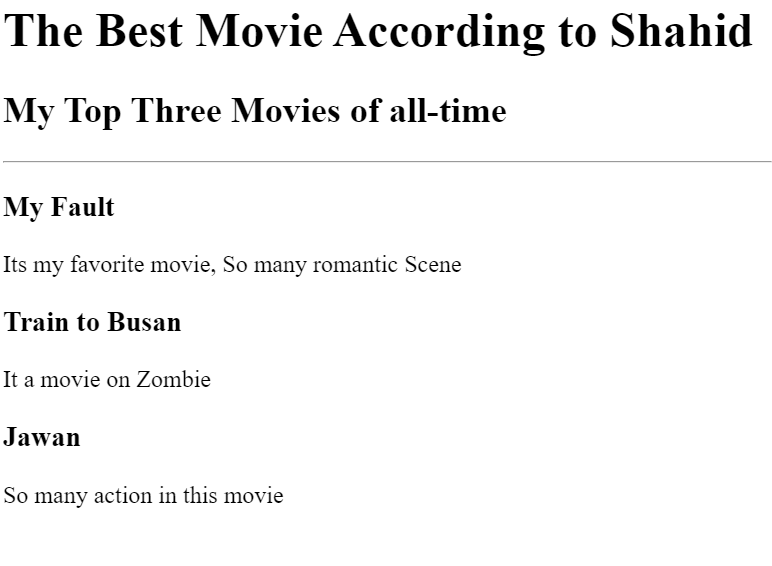 The Best Movie According to Shahid
My Top Three Movies of all-time
My Fault
Its my favorite movie, So many romantic Scene
Train to Busan
It a movie on Zombie
Jawan
So many action in this movie